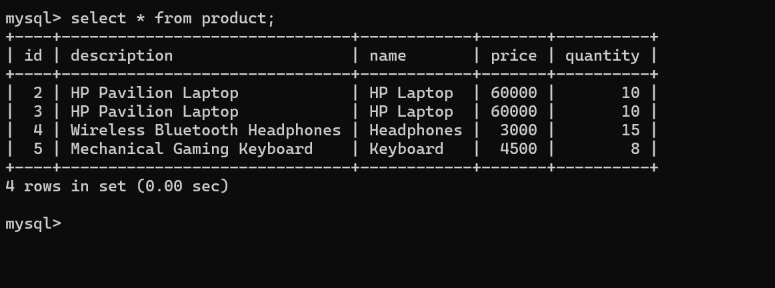 mysql> select * from product;
+----+------------------------------+------------+-------+----------+
| id | description                  | name       | price | quantity |
+----+------------------------------+------------+-------+----------+
|  2 | HP Pavilion Laptop           | HP Laptop  | 60000 |       10 |
|  3 | HP Pavilion Laptop           | HP Laptop  | 60000 |       10 |
|  4 | Wireless Bluetooth Headphones | Headphones |  3000 |       15 |
|  5 | Mechanical Gaming Keyboard   | Keyboard   |  4500 |        8 |
+----+------------------------------+------------+-------+----------+
4 rows in set (0.00 sec)
mysql>